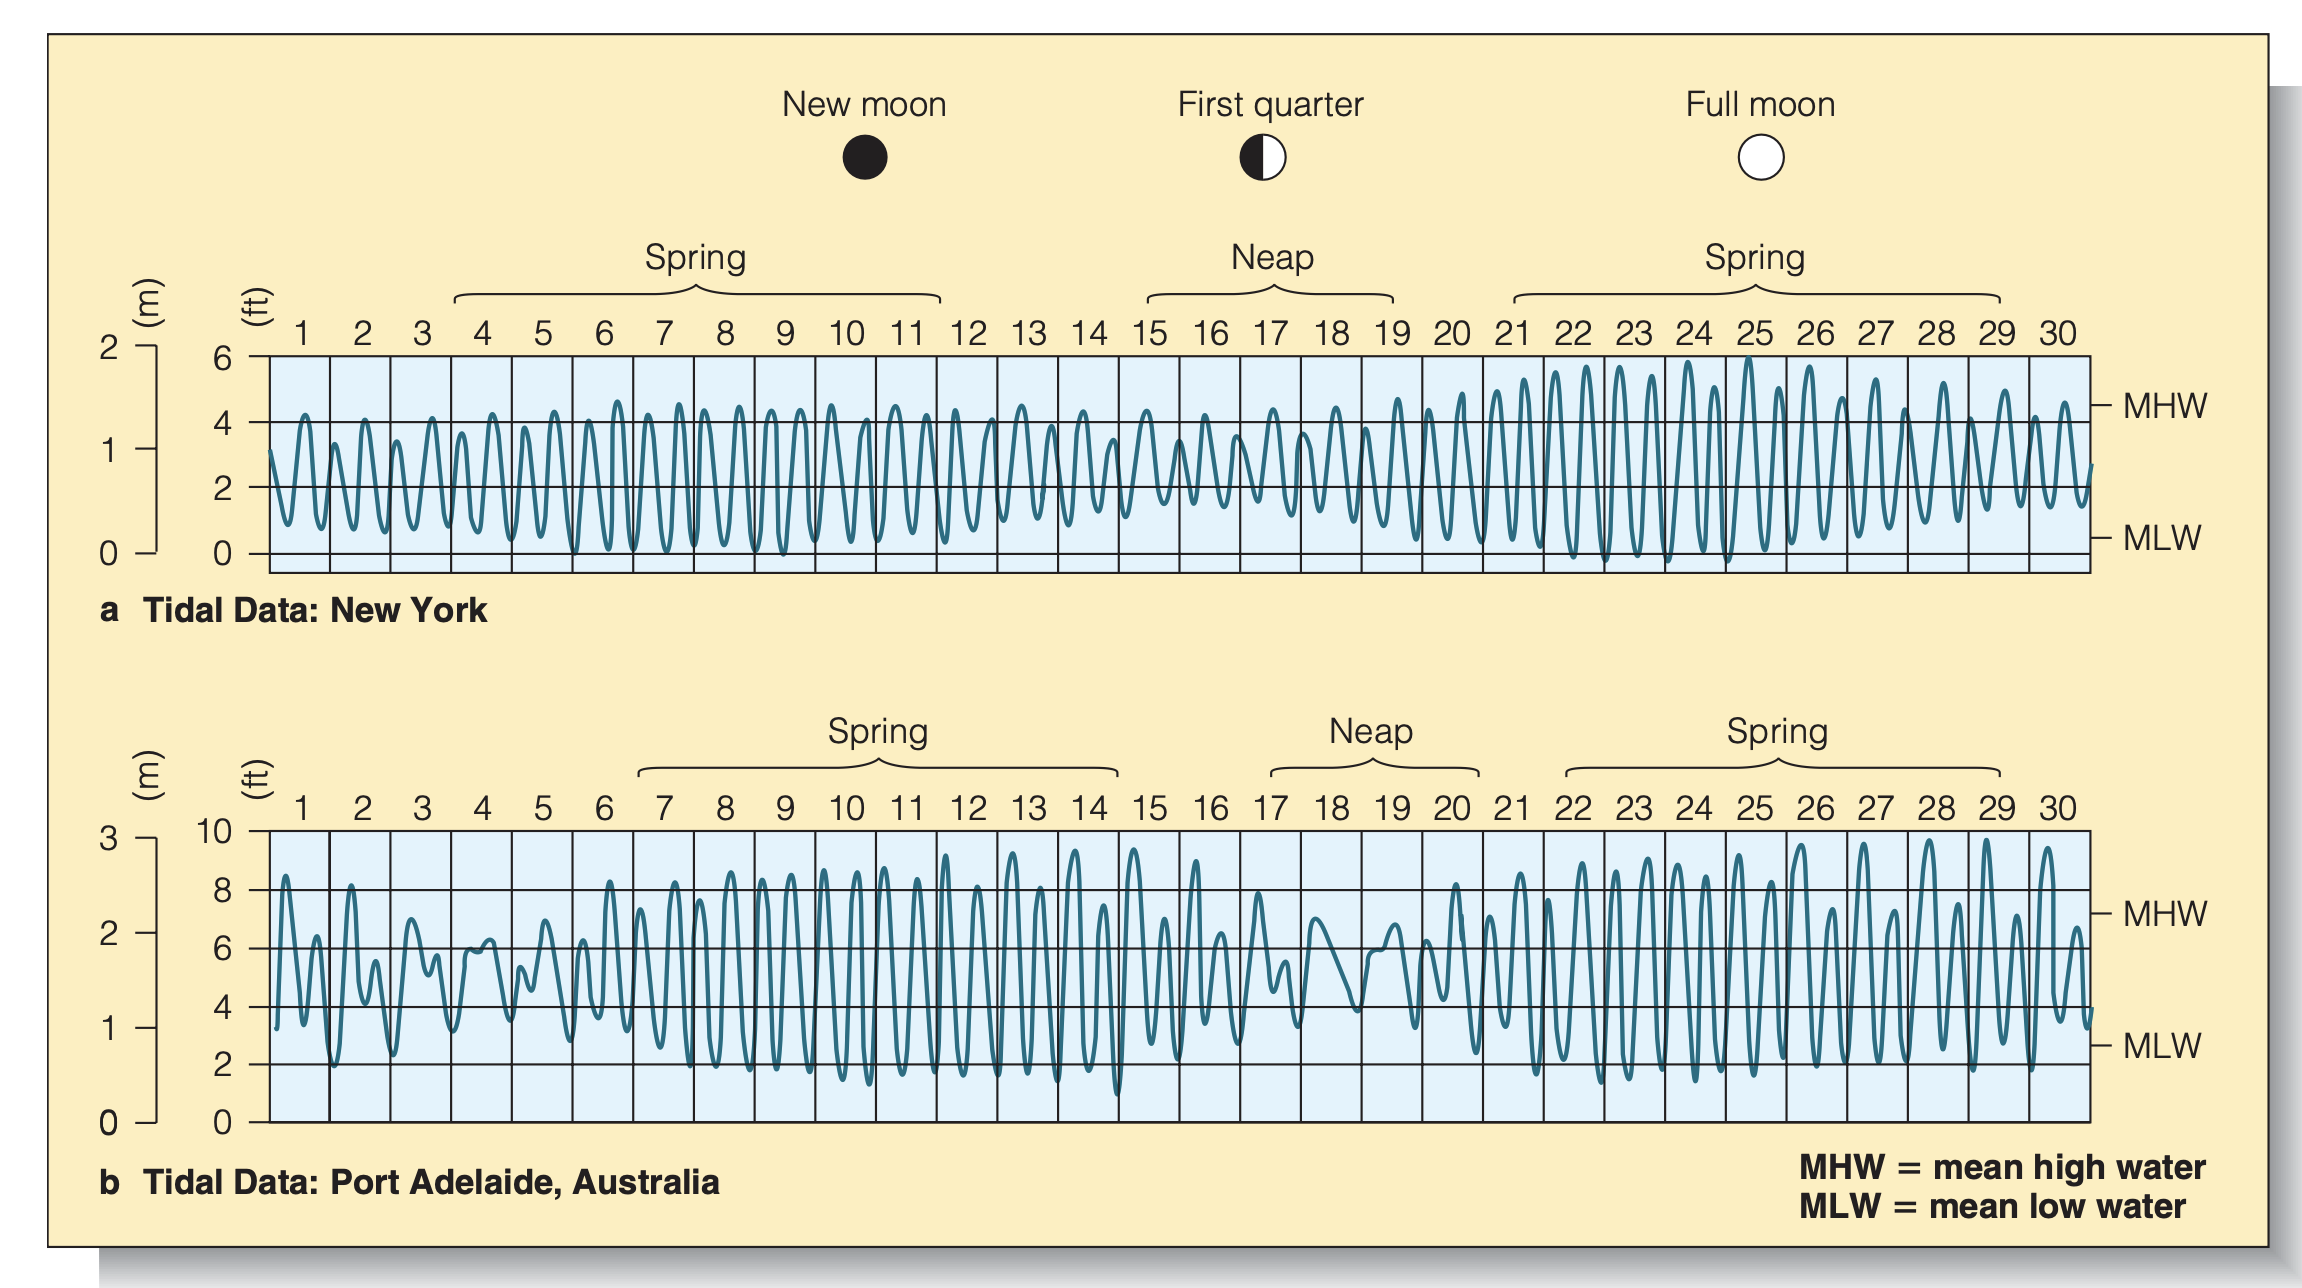 New moon First quarter Full moon
Spring Neap Spring
(m) (ft)
1 2 3 4 5 6 7 8 9 10 11 12 13 14 15 16 17 18 19 20 21 22 23 24 25 26 27 28 29 30
2 6
4 MHW
1
2
MLW
0 0
a Tidal Data: New York
Spring Neap Spring
(m) (ft)
1 2 3 4 5 6 7 8 9 10 11 12 13 14 15 16 17 18 19 20 21 22 23 24 25 26 27 28 29 30
3 10
8
MHW
2 6
4
1
MLW
2
0 0
MHW = mean high water
b Tidal Data: Port Adelaide, Australia
MLW = mean low water